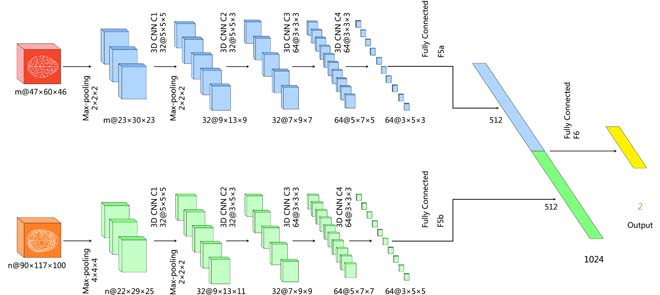 m@47×60×46
Max-pooling
2×2×2
m@23×30×23
3D CNN C1
32@5×5×5
Max-pooling
2×2×2
32@9×13×9
3D CNN C2
32@5×5×3
32@7×9×7
3D CNN C3
64@3×3×3
64@5×7×5
3D CNN C4
64@3×3×3
64@3×5×3
Fully Connected
F5a
512
n@90×117×100
Max-pooling
4×4×4
n@22×29×25
3D CNN C1
32@5×5×5
Max-pooling
2×2×2
32@9×13×11
3D CNN C2
32@3×5×3
32@7×9×9
3D CNN C3
64@3×3×3
64@5×7×7
3D CNN C4
64@3×3×3
64@3×5×5
Fully Connected
F5b
512
1024
Fully Connected
F6
2
Output